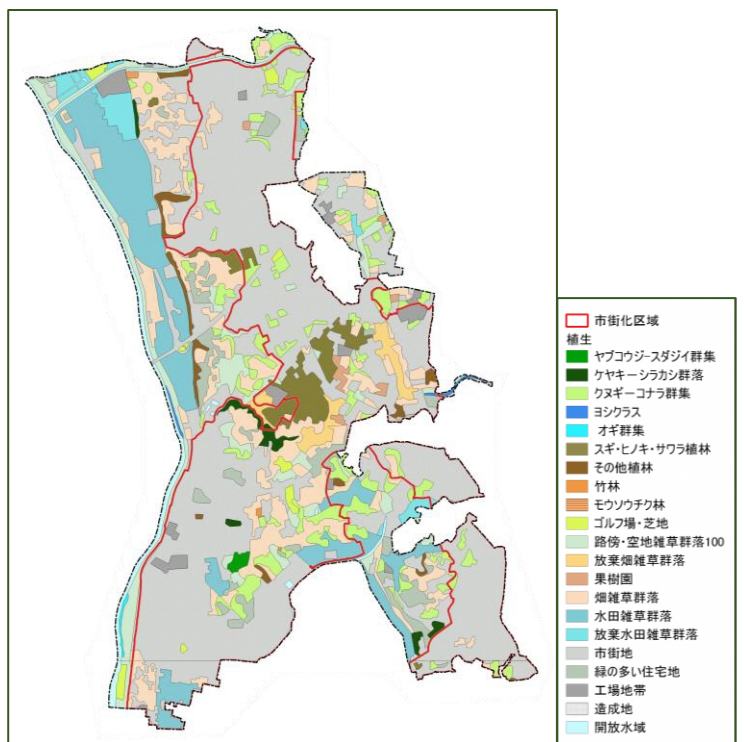 市街化区域
植生
ヤブコウジースダジイ群集
ケヤキーシラカシ群落
クヌギーコナラ群集
ヨシクラス
オギ群集
スギ・ヒノキ・サワラ植林
その他植林
竹林
モウソウチク林
ゴルフ場・芝地
路傍・空地雑草群落100
放棄畑雑草群落
果樹園
畑雑草群落
水田雑草群落
放棄水田雑草群落
市街地
緑の多い住宅地
工場地帯
造成地
開放水域